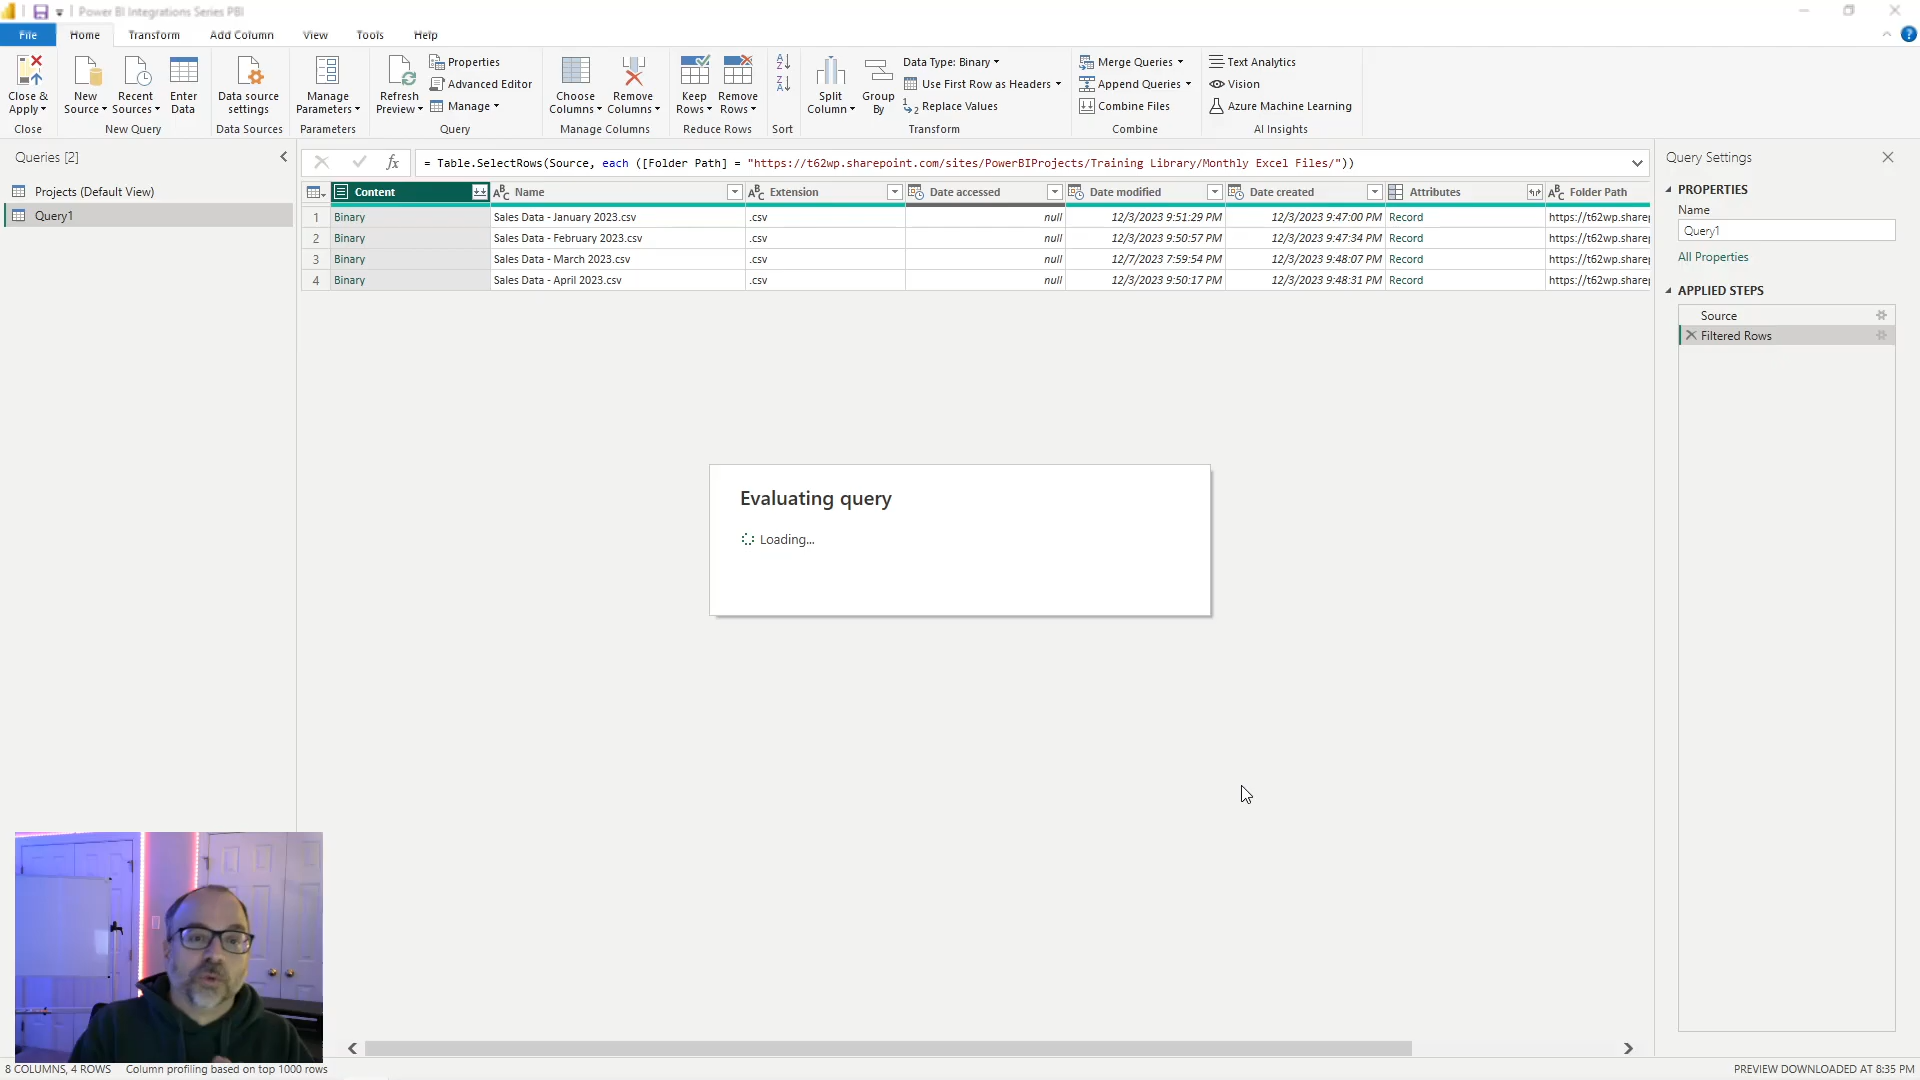 Power BI Integrations Series PBI
File Home Transform Add Column View Tools Help
Close & Apply
New Source
Recent Sources
Enter Data
Data source settings
Manage Parameters
Refresh Preview
Properties
Advanced Editor
Manage
Choose Columns
Remove Columns
Keep Rows
Remove Rows
Split Column
Group By
Data Type: Binary
Use First Row as Headers
Replace Values
Merge Queries
Append Queries
Combine Files
Text Analytics
Vision
Azure Machine Learning
Close New Query Data Sources Parameters Query Manage Columns Reduce Rows Sort Transform Combine AI Insights
Queries [2]
Projects (Default View)
Query1
= Table.SelectRows(Source, each ([Folder Path] = "https://t62wp.sharepoint.com/sites/PowerBIProjects/Training Library/Monthly Excel Files/"))
Content Name Extension Date accessed Date modified Date created Attributes Folder Path
1 Binary Sales Data - January 2023.csv .csv null 12/3/2023 9:51:29 PM 12/3/2023 9:47:00 PM Record https://t62wp.sharep
2 Binary Sales Data - February 2023.csv .csv null 12/3/2023 9:50:57 PM 12/3/2023 9:47:34 PM Record https://t62wp.sharep
3 Binary Sales Data - March 2023.csv .csv null 12/7/2023 7:59:54 PM 12/3/2023 9:48:07 PM Record https://t62wp.sharep
4 Binary Sales Data - April 2023.csv .csv null 12/3/2023 9:50:17 PM 12/3/2023 9:48:31 PM Record https://t62wp.sharep
Evaluating query
Loading...
Query Settings
PROPERTIES
Name
Query1
All Properties
APPLIED STEPS
Source
Filtered Rows
8 COLUMNS, 4 ROWS Column profiling based on top 1000 rows
PREVIEW DOWNLOADED AT 8:35 PM